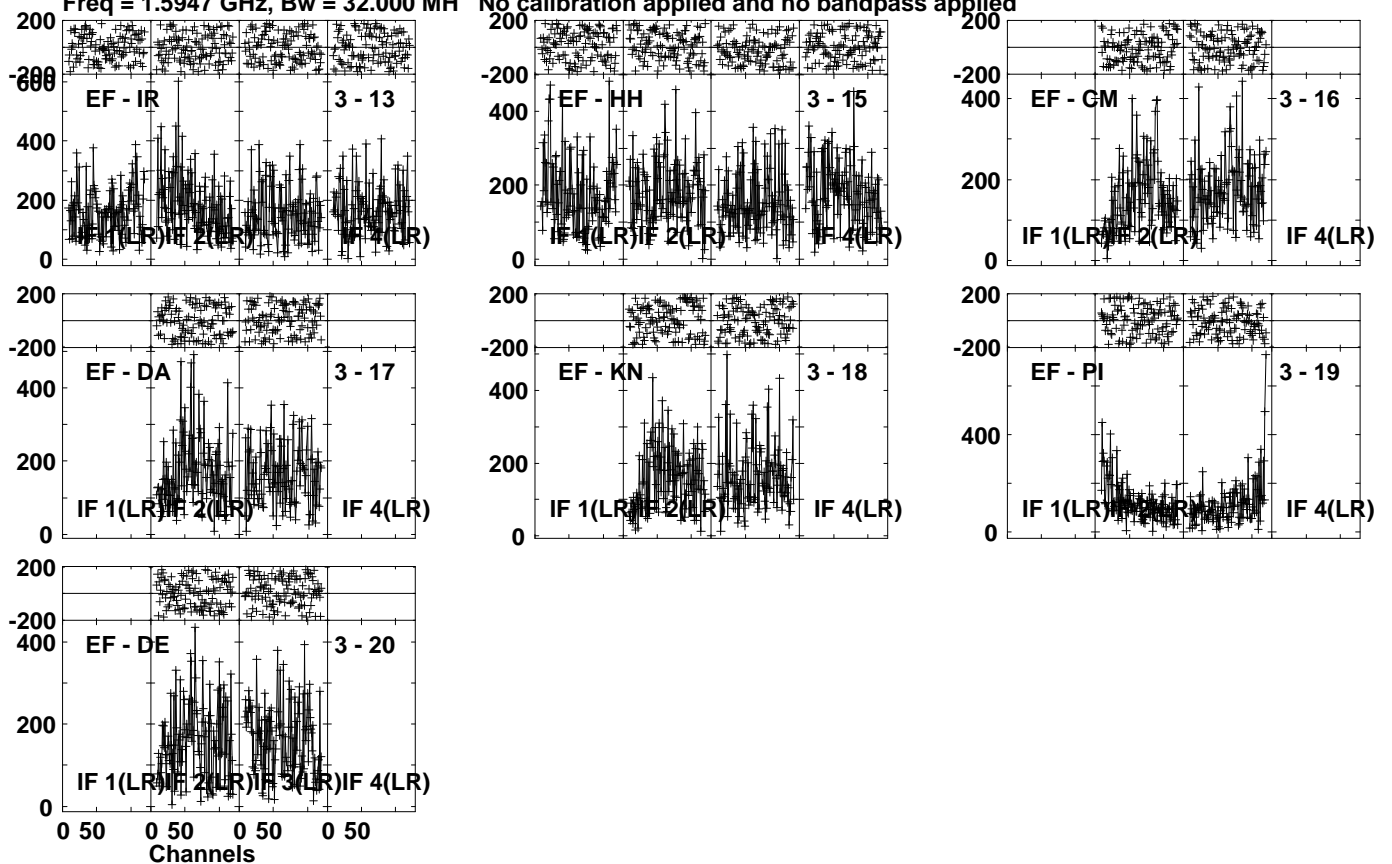 Freq = 1.5947 GHz, Bw = 32.000 MH No calibration applied and no bandpass applied
200
-200
600
400
200
0
EF - IR
3 - 13
IF 1(LR)
IF 2(LR)
IF 4(LR)
200
-200
400
200
0
EF - HH
3 - 15
IF 1(LR)
IF 2(LR)
IF 4(LR)
200
-200
400
200
0
EF - CM
3 - 16
IF 1(LR)
IF 2(LR)
IF 4(LR)
200
-200
400
200
0
EF - DA
3 - 17
IF 1(LR)
IF 2(LR)
IF 4(LR)
200
-200
400
200
0
EF - KN
3 - 18
IF 1(LR)
IF 2(LR)
IF 4(LR)
200
-200
400
0
EF - PI
3 - 19
IF 1(LR)
IF 2(LR)
IF 4(LR)
200
-200
400
200
0
EF - DE
3 - 20
IF 1(LR)
IF 2(LR)
IF 3(LR)
IF 4(LR)
0 50
0 50
0 50
0 50
Channels